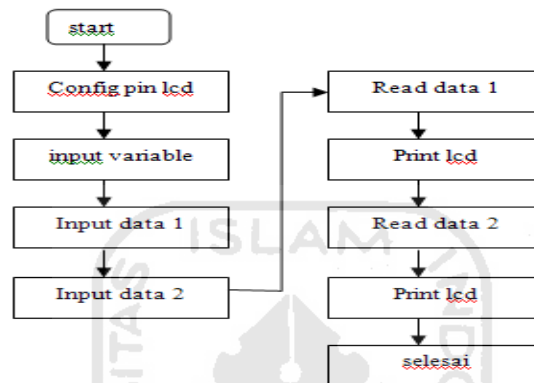 start
Config pin lcd
input variable
Input data 1
Input data 2
Read data 1
Print lcd
Read data 2
Print lcd
selesai
ISLAM